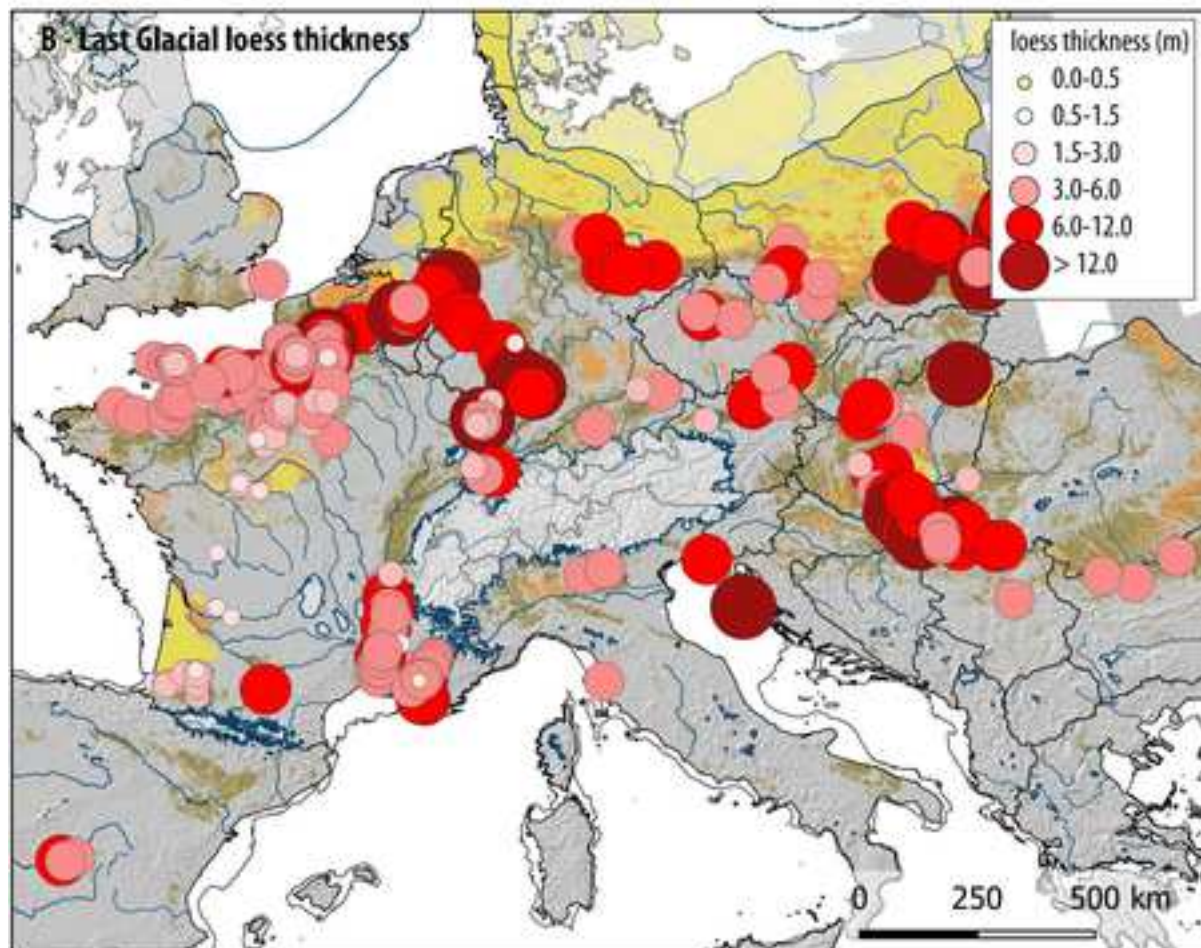 B - Last Glacial loess thickness
loess thickness (m)
0.0-0.5
0.5-1.5
1.5-3.0
3.0-6.0
6.0-12.0
> 12.0
0 250 500 km